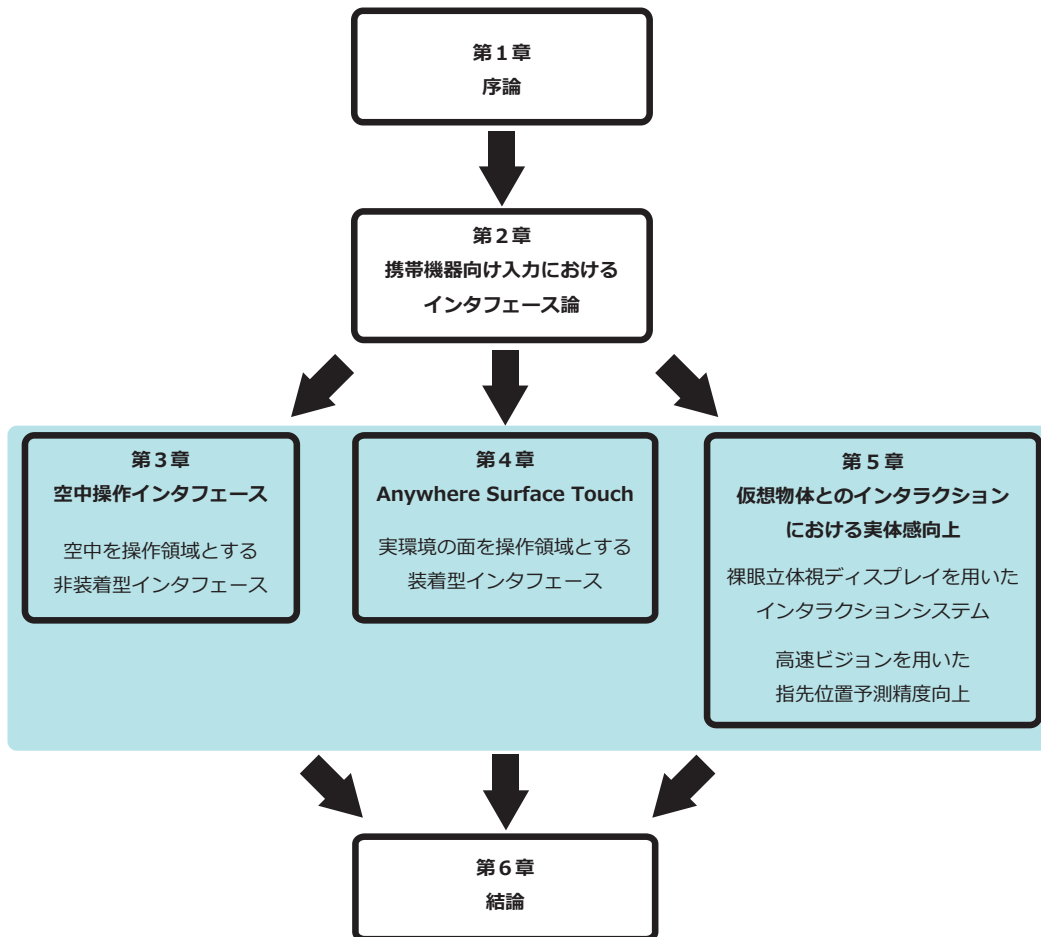 第1章
序論
第2章
携帯機器向け入力における
インタフェース論
第3章
空中操作インタフェース
空中を操作領域とする
非装着型インタフェース
第4章
Anywhere Surface Touch
実環境の面を操作領域とする
装着型インタフェース
第5章
仮想物体とのインタラクション
における実体感向上
裸眼立体視ディスプレイを用いた
インタラクションシステム
高速ビジョンを用いた
指先位置予測精度向上
第6章
結論